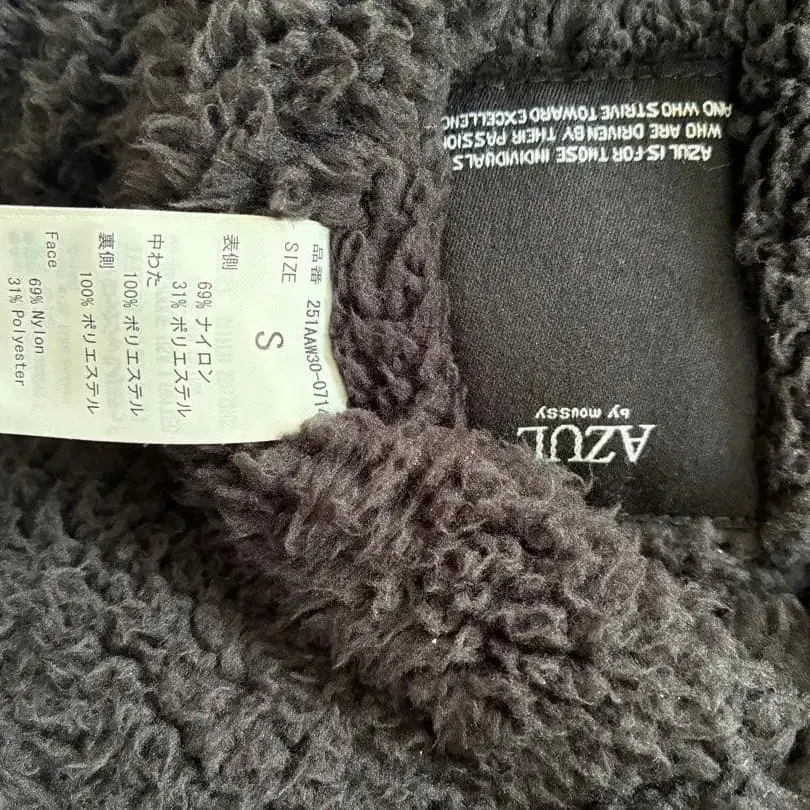 品番 251AAW30-0714
SIZE S
表側
69% ナイロン
31% ポリエステル
中わた
100% ポリエステル
裏側
100% ポリエステル
Face
69% Nylon
31% Polyester
AZUL
by moussy
AZUL IS FOR THOSE INDIVIDUALS
WHO ARE DRIVEN BY THEIR PASSION
AND WHO STRIVE TOWARD EXCELLENC